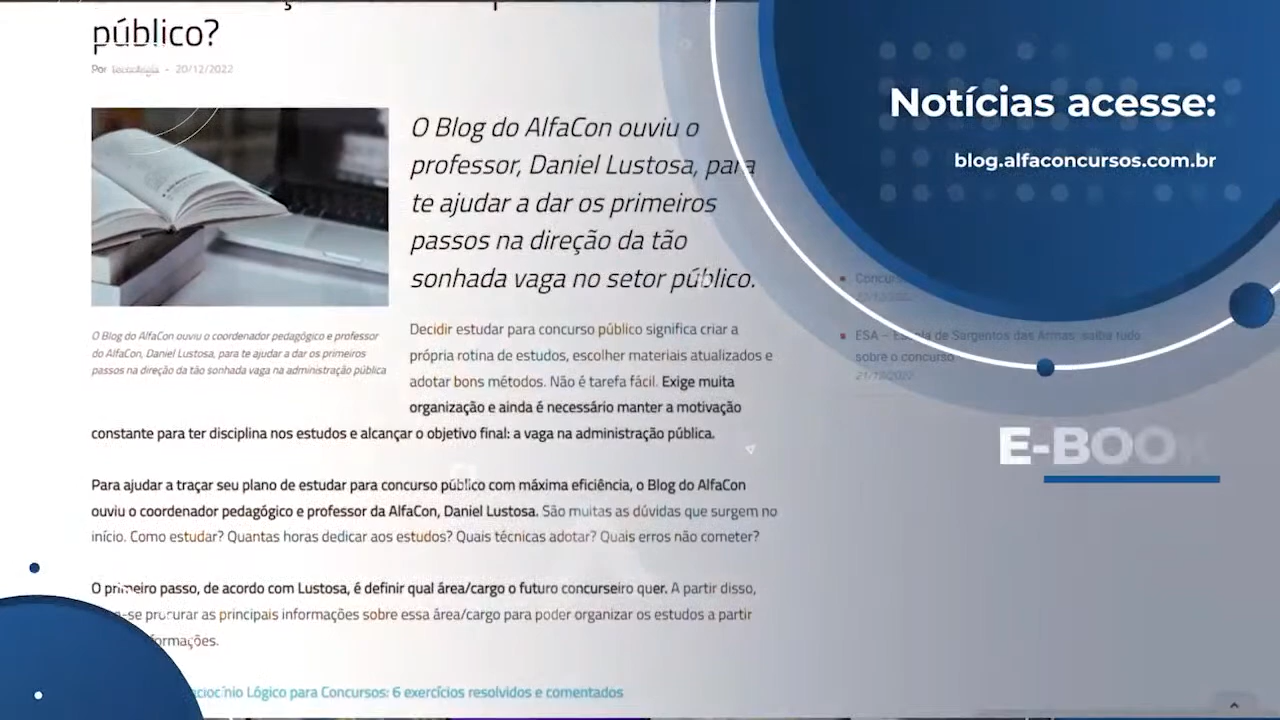 público?
Por Tecnologia - 20/12/2022
O Blog do AlfaCon ouviu o
professor, Daniel Lustosa, para
te ajudar a dar os primeiros
passos na direção da tão
sonhada vaga no setor público.
O Blog do AlfaCon ouviu o coordenador pedagógico e professor
do AlfaCon, Daniel Lustosa, para te ajudar a dar os primeiros
passos na direção da tão sonhada vaga na administração pública
Decidir estudar para concurso público significa criar a
própria rotina de estudos, escolher materiais atualizados e
adotar bons métodos. Não é tarefa fácil. Exige muita
organização e ainda é necessário manter a motivação
constante para ter disciplina nos estudos e alcançar o objetivo final: a vaga na administração pública.
Para ajudar a traçar seu plano de estudar para concurso público com máxima eficiência, o Blog do AlfaCon
ouviu o coordenador pedagógico e professor da AlfaCon, Daniel Lustosa. São muitas as dúvidas que surgem no
início. Como estudar? Quantas horas dedicar aos estudos? Quais técnicas adotar? Quais erros não cometer?
O primeiro passo, de acordo com Lustosa, é definir qual área/cargo o futuro concurseiro quer. A partir disso,
-se procurar as principais informações sobre essa área/cargo para poder organizar os estudos a partir
formações.
aciocínio Lógico para Concursos: 6 exercícios resolvidos e comentados
Notícias acesse:
blog.alfaconcursos.com.br
ESA – Escola de Sargentos das Armas: saiba tudo
sobre o concurso
21/12/2022
E-BOOK